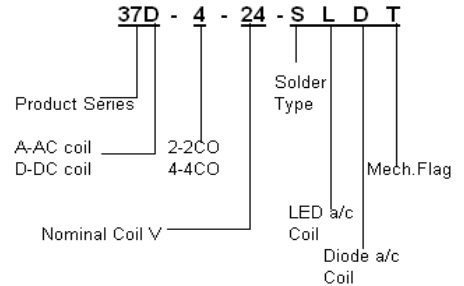 37D - 4 - 24 - S L D T
Solder
Type
Product Series
A-AC coil
D-DC coil
2-2CO
4-4CO
Mech.Flag
LED a/c
Coil
Nominal Coil V
Diode a/c
Coil